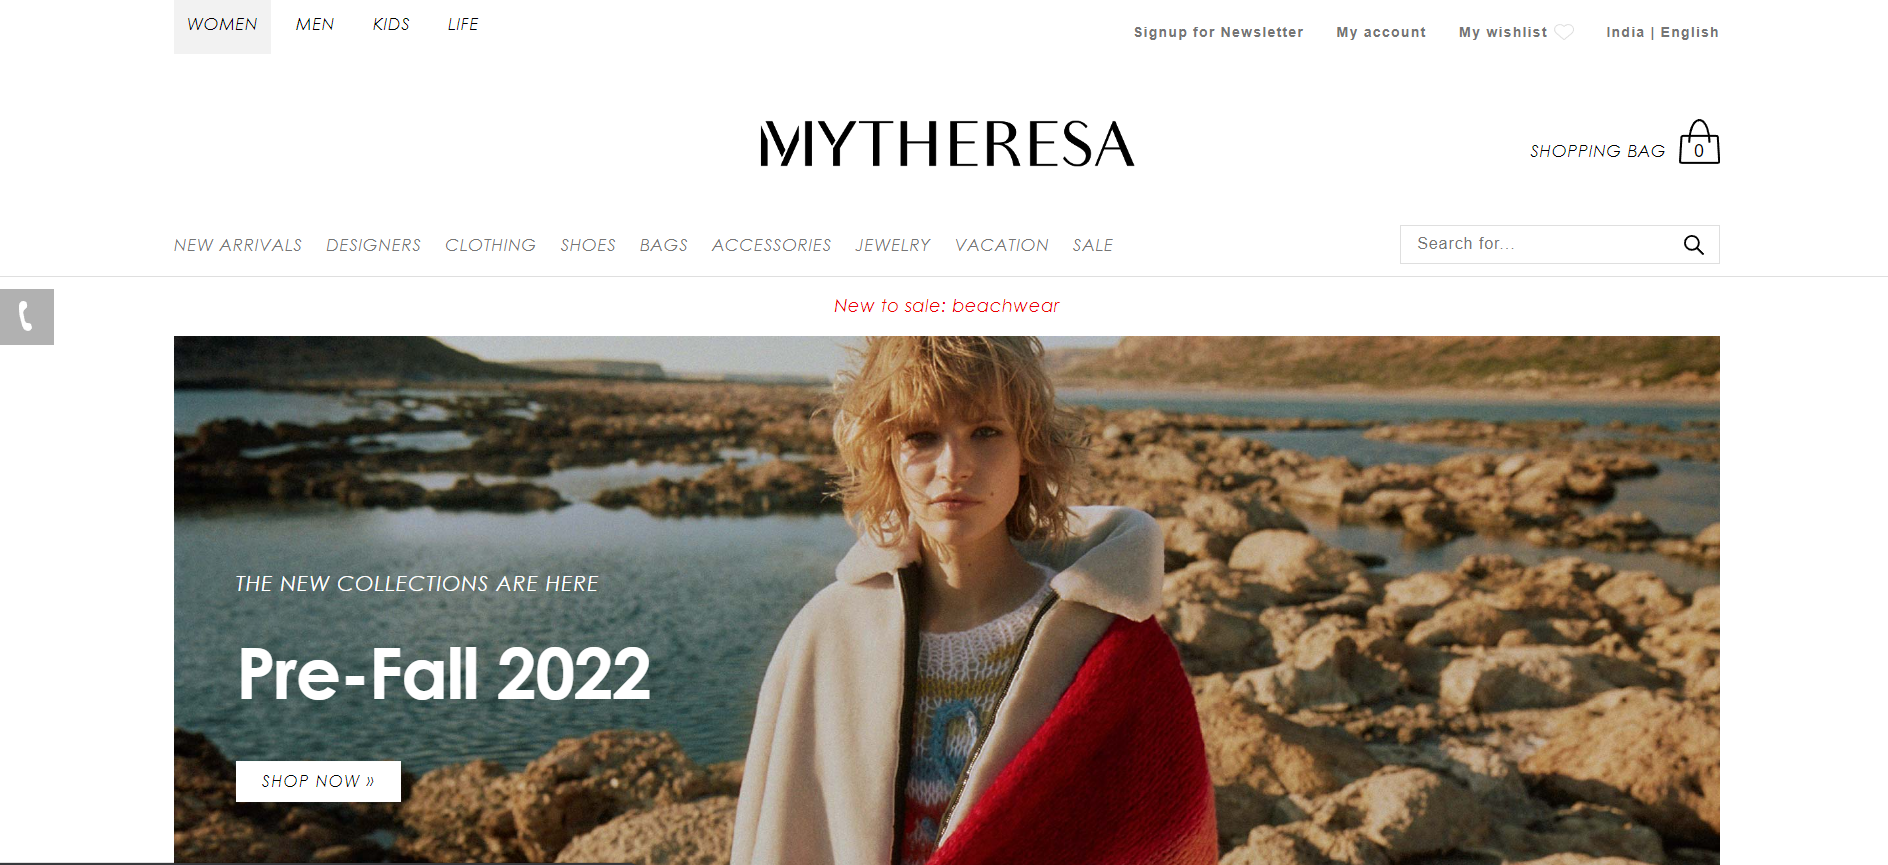 WOMEN MEN KIDS LIFE
Signup for Newsletter My account My wishlist India | English
MYTHERESA
SHOPPING BAG 0
NEW ARRIVALS DESIGNERS CLOTHING SHOES BAGS ACCESSORIES JEWELRY VACATION SALE
Search for...
New to sale: beachwear
THE NEW COLLECTIONS ARE HERE
Pre-Fall 2022
SHOP NOW »